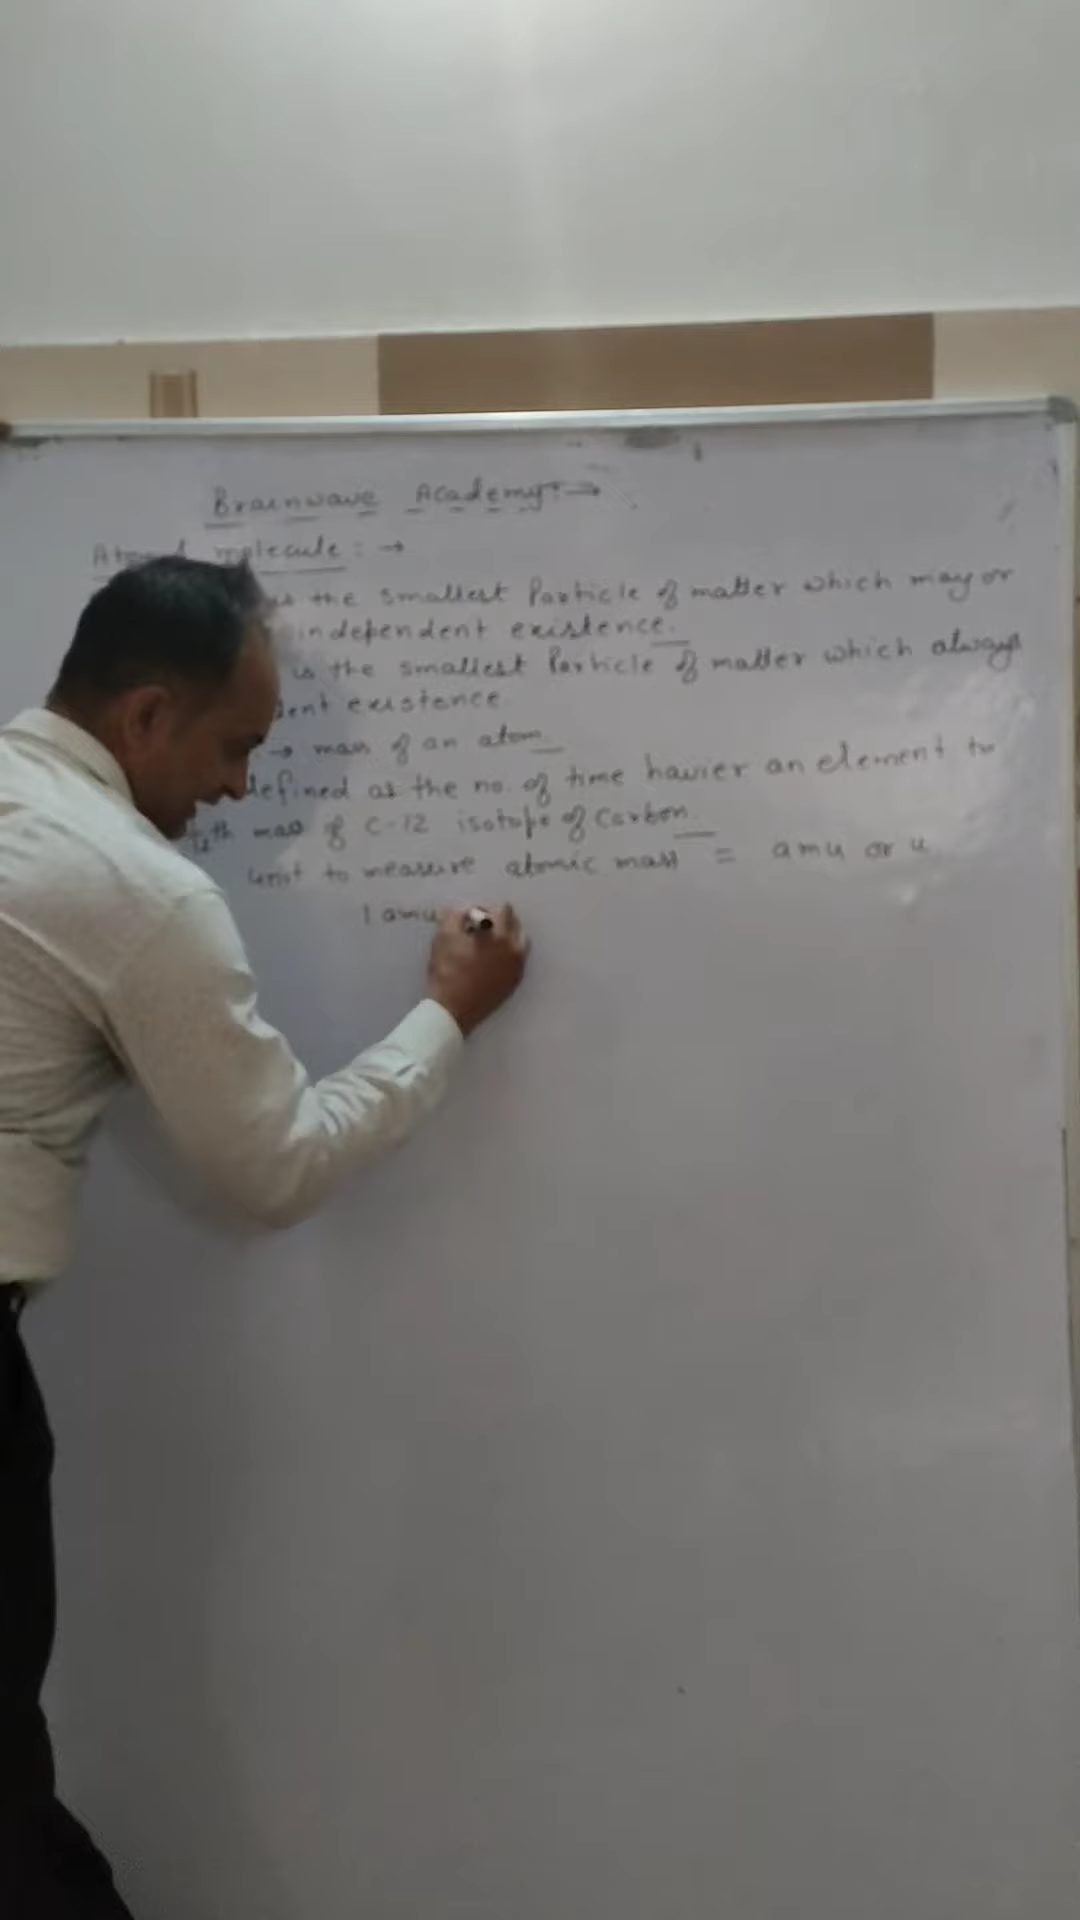 Brainwave Academy:→
molecule :→
is the smallest Particle of matter which may or
independent existence.
is the smallest Particle of matter which always
dent existence
→ mass of an atom
defined as the no. of time havier an element to
1/12th mass of C-12 isotope of Carbon
Unit to measure atomic mass = amu or u
1 amu